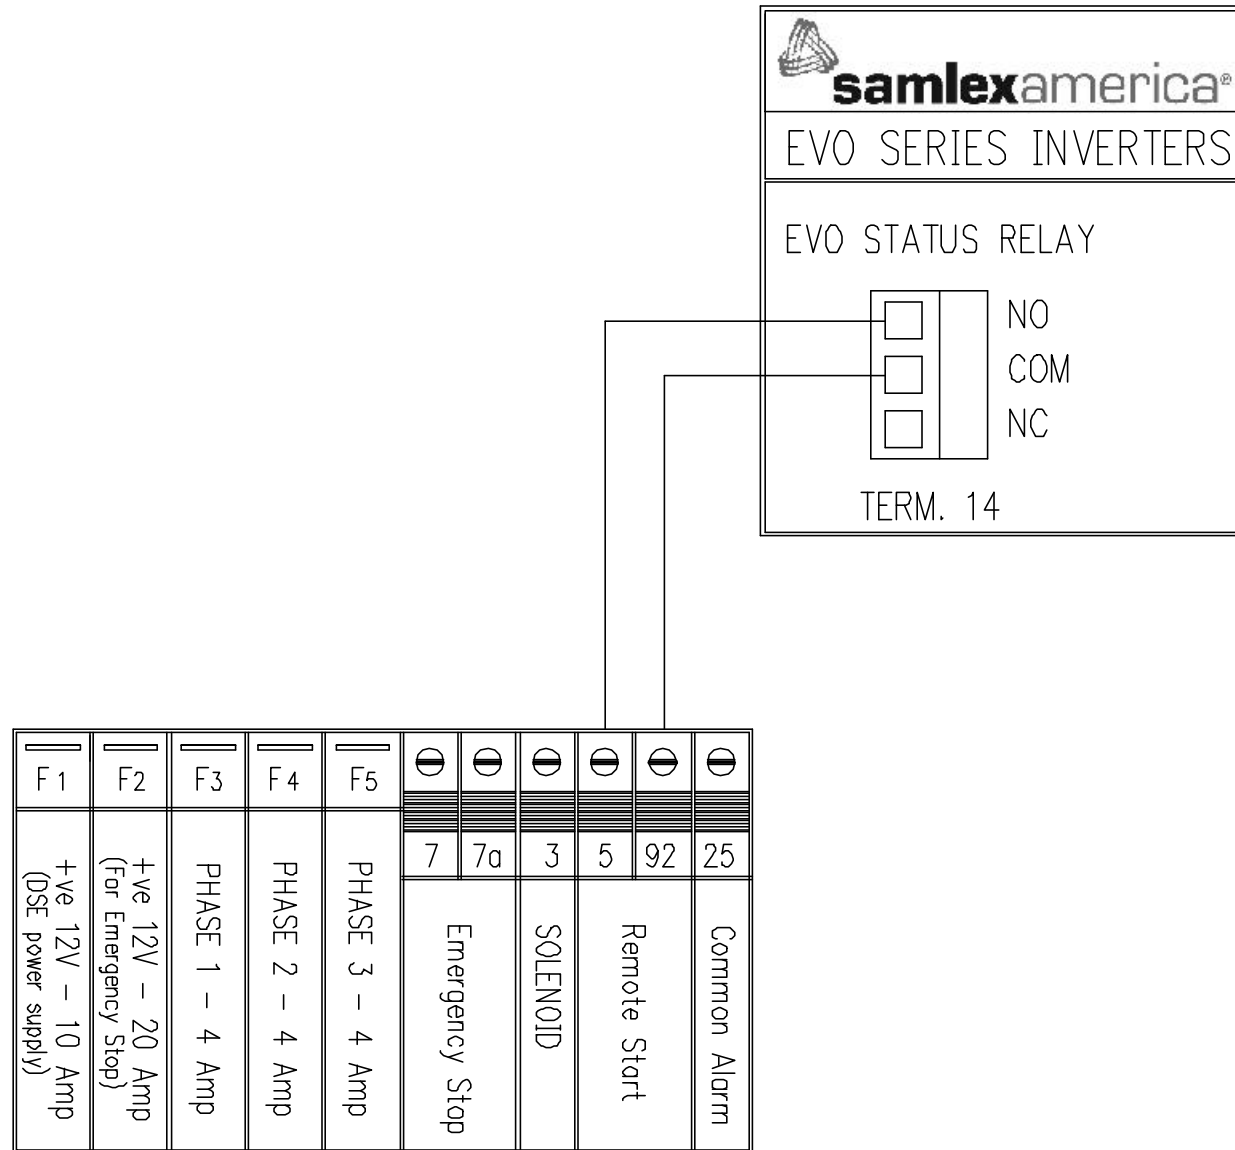 samlexamerica®
EVO SERIES INVERTERS
EVO STATUS RELAY
NO
COM
NC
TERM. 14
F1 F2 F3 F4 F5
7 7a 3 5 92 25
+ve 12V - 10 Amp
(DSE power supply)
+ve 12V - 20 Amp
(For Emergency Stop)
PHASE 1 - 4 Amp
PHASE 2 - 4 Amp
PHASE 3 - 4 Amp
Emergency Stop
SOLENOID
Remote Start
Common Alarm